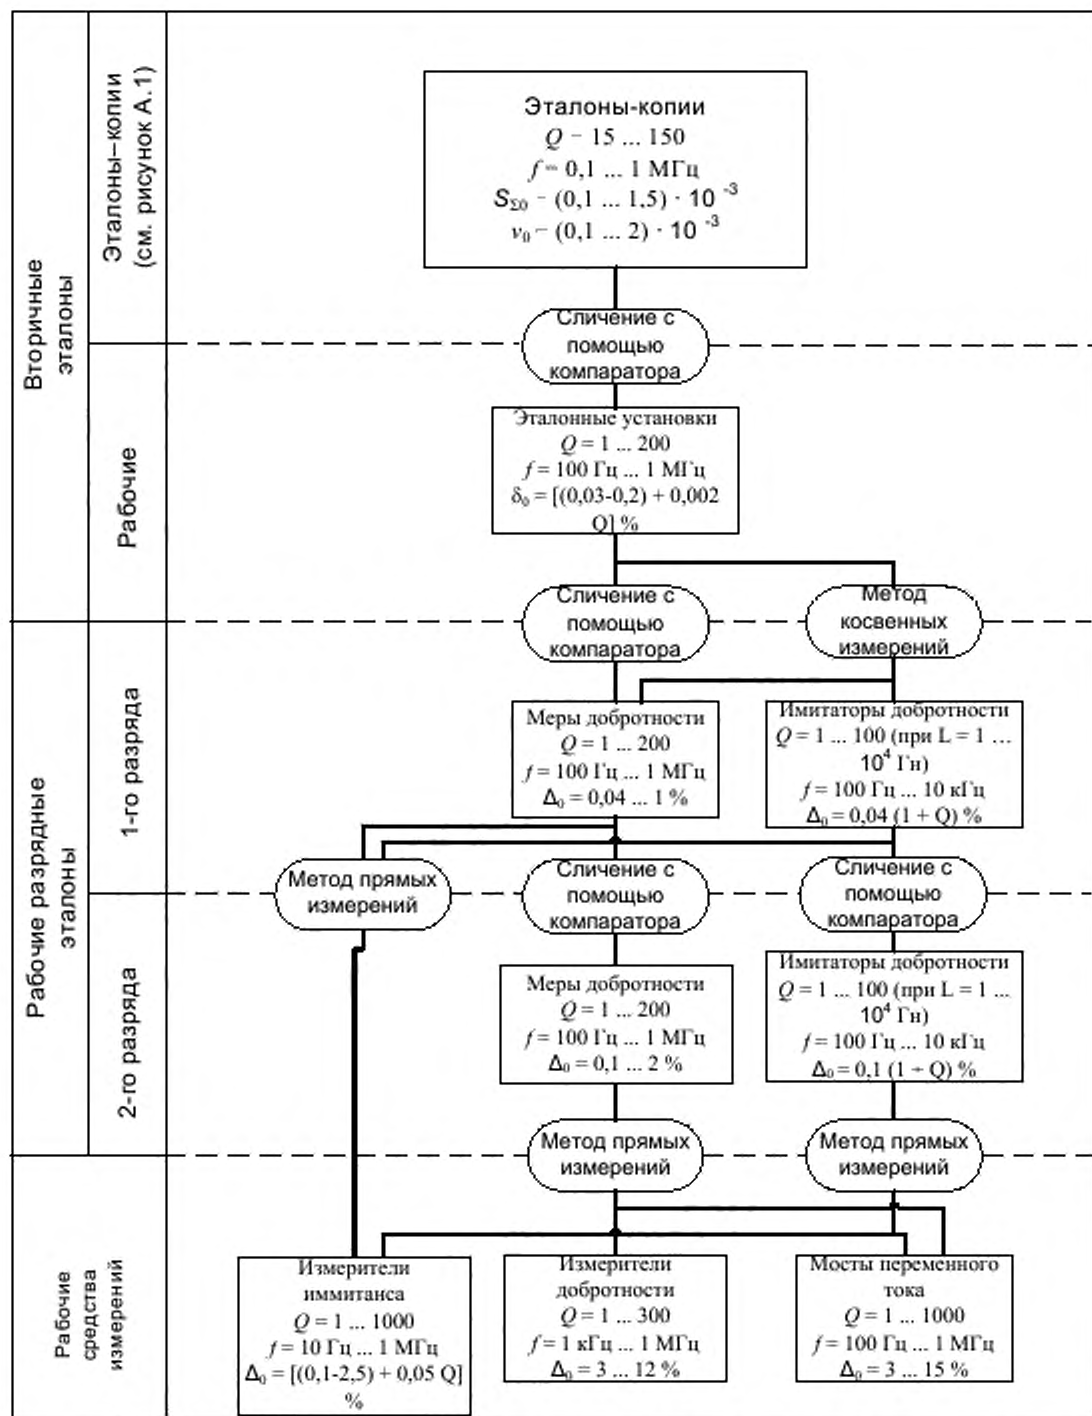 Вторичные
эталоны
Эталоны–копии
(см. рисунок А.1)
Эталоны-копии
Q – 15 ... 150
f = 0,1 ... 1 МГц
S_Σ0 – (0,1 ... 1,5) · 10 ⁻³
ν₀ – (0,1 ... 2) · 10 ⁻³
Сличение с
помощью
компаратора
Рабочие
Эталонные установки
Q = 1 ... 200
f = 100 Гц ... 1 МГц
δ₀ = [(0,03-0,2) + 0,002
Q] %
Сличение с
помощью
компаратора
Метод
косвенных
измерений
Рабочие разрядные
эталоны
1-го разряда
Меры добротности
Q = 1 ... 200
f = 100 Гц ... 1 МГц
Δ₀ = 0,04 ... 1 %
Имитаторы добротности
Q = 1 ... 100 (при L = 1 ...
10⁴ Гн)
f = 100 Гц ... 10 кГц
Δ₀ = 0,04 (1 + Q) %
Метод прямых
измерений
Сличение с
помощью
компаратора
Сличение с
помощью
компаратора
2-го разряда
Меры добротности
Q = 1 ... 200
f = 100 Гц ... 1 МГц
Δ₀ = 0,1 ... 2 %
Имитаторы добротности
Q = 1 ... 100 (при L = 1 ...
10⁴ Гн)
f = 100 Гц ... 10 кГц
Δ₀ = 0,1 (1 + Q) %
Метод прямых
измерений
Метод прямых
измерений
Рабочие
средства
измерений
Измерители
иммитанса
Q = 1 ... 1000
f = 10 Гц ... 1 МГц
Δ₀ = [(0,1-2,5) + 0,05 Q]
%
Измерители
добротности
Q = 1 ... 300
f = 1 кГц ... 1 МГц
Δ₀ = 3 ... 12 %
Мосты переменного
тока
Q = 1 ... 1000
f = 100 Гц ... 1 МГц
Δ₀ = 3 ... 15 %